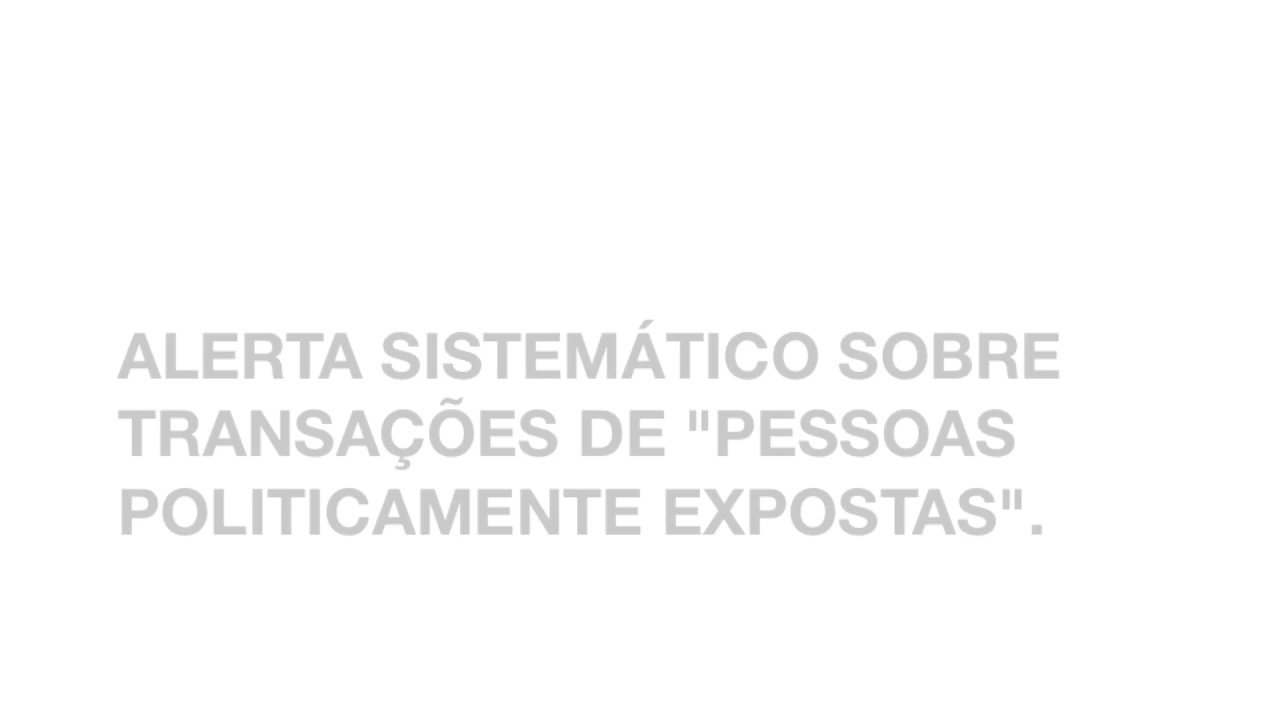 ALERTA SISTEMÁTICO SOBRE
TRANSAÇÕES DE "PESSOAS
POLITICAMENTE EXPOSTAS".